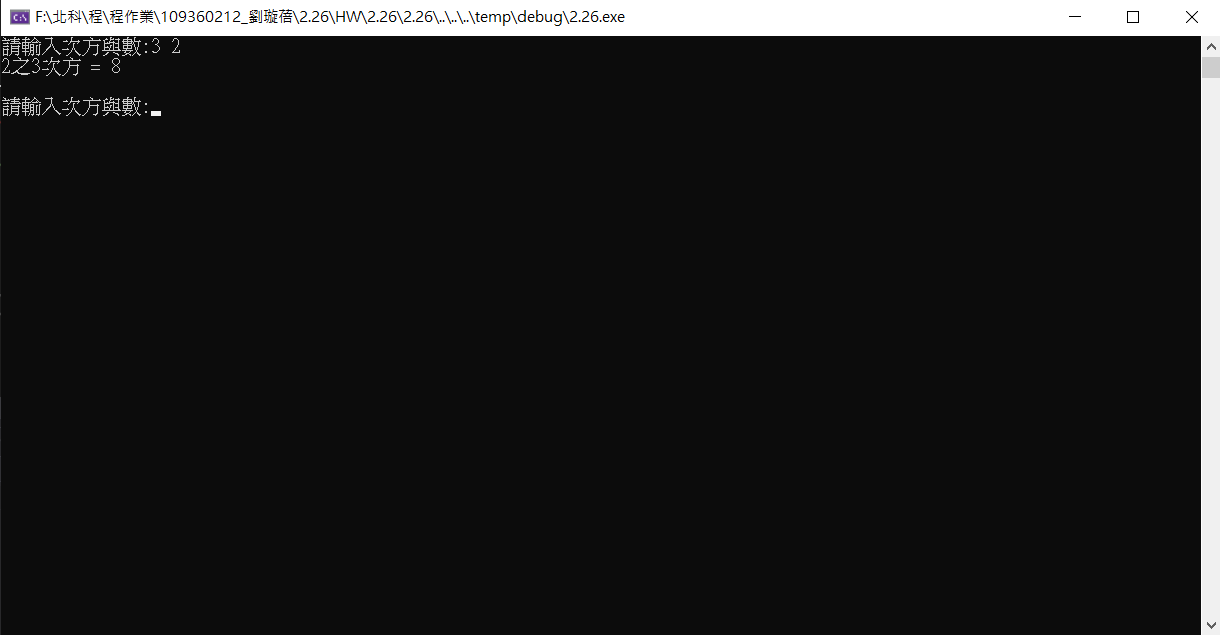 F:\北科\程\程作業\109360212_劉璇蓓\2.26\HW\2.26\2.26\..\..\..\temp\debug\2.26.exe
請輸入次方與數:3 2
2之3次方 = 8
請輸入次方與數: